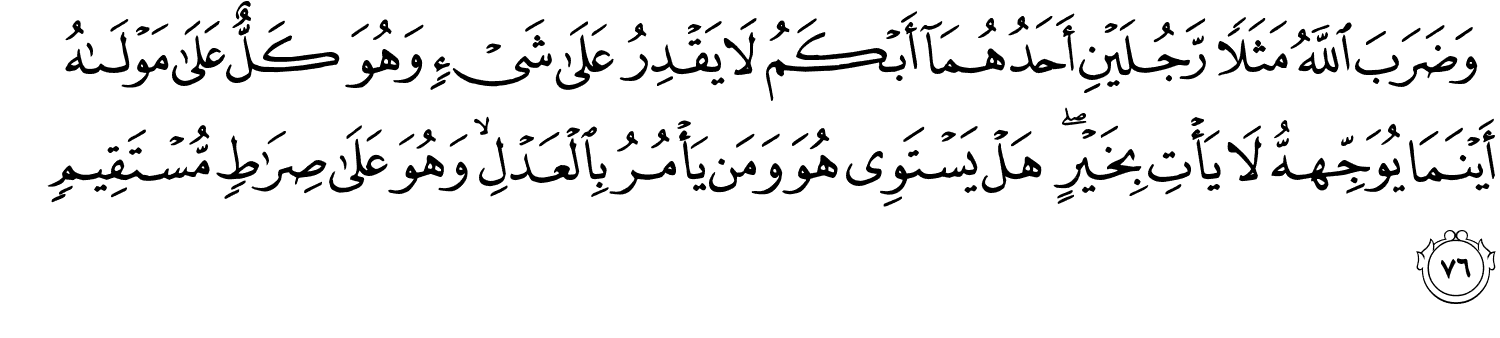 وَضَرَبَ ٱللَّهُ مَثَلًا رَّجُلَيْنِ أَحَدُهُمَآ أَبْكَمُ لَا يَقْدِرُ عَلَىٰ شَىْءٍ وَهُوَ كَلٌّ عَلَىٰ مَوْلَىٰهُ
أَيْنَمَا يُوَجِّههُّ لَا يَأْتِ بِخَيْرٍ ۖ هَلْ يَسْتَوِى هُوَ وَمَن يَأْمُرُ بِٱلْعَدْلِ ۙ وَهُوَ عَلَىٰ صِرَٰطٍ مُّسْتَقِيمٍ
٧٦